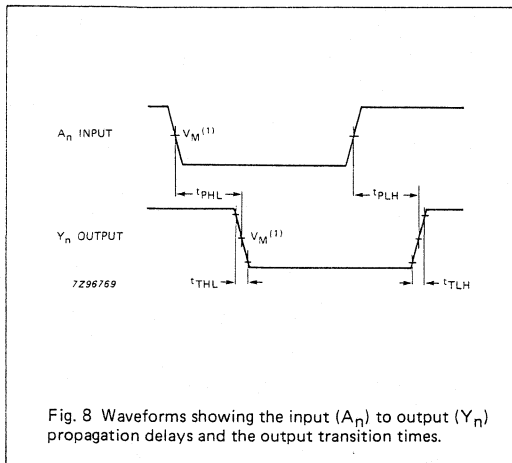 An INPUT
VM(1)
tPHL
tPLH
Yn OUTPUT
VM(1)
7Z96769
tTHL
tTLH
Fig. 8 Waveforms showing the input (An) to output (Yn)
propagation delays and the output transition times.